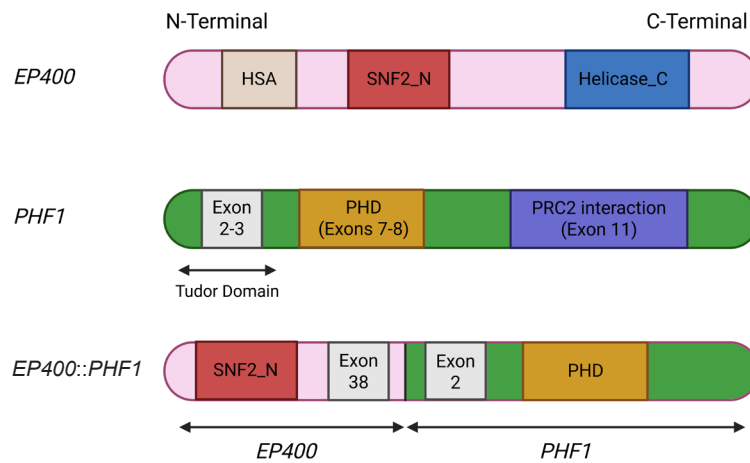 N-Terminal C-Terminal
EP400 HSA SNF2_N Helicase_C
PHF1
Exon
2-3
PHD
(Exons 7-8)
PRC2 interaction
(Exon 11)
Tudor Domain
EP400::PHF1 SNF2_N
Exon
38
Exon
2
PHD
EP400 PHF1